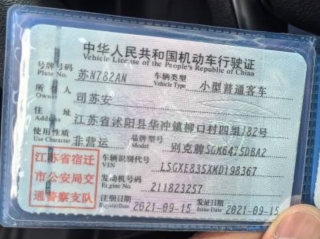 中华人民共和国机动车行驶证
Vehicle License of the People's Republic of China
号牌号码 苏N782AN 车辆类型 小型普通客车
Plate No. Vehicle Type
所有人 司苏安
住 址 江苏省沭阳县华冲镇柳口村四组182号
使用性质 非营运 品牌型号 别克牌SGM6475DBA2
江苏省宿迁市公安局交通警察支队
车辆识别代号 LSGXE83SXMD198367
VIN
发动机号码 211823257
Engine No.
注册日期 2021-09-15 发证日期 2021-09-15
Register Date Issue Date